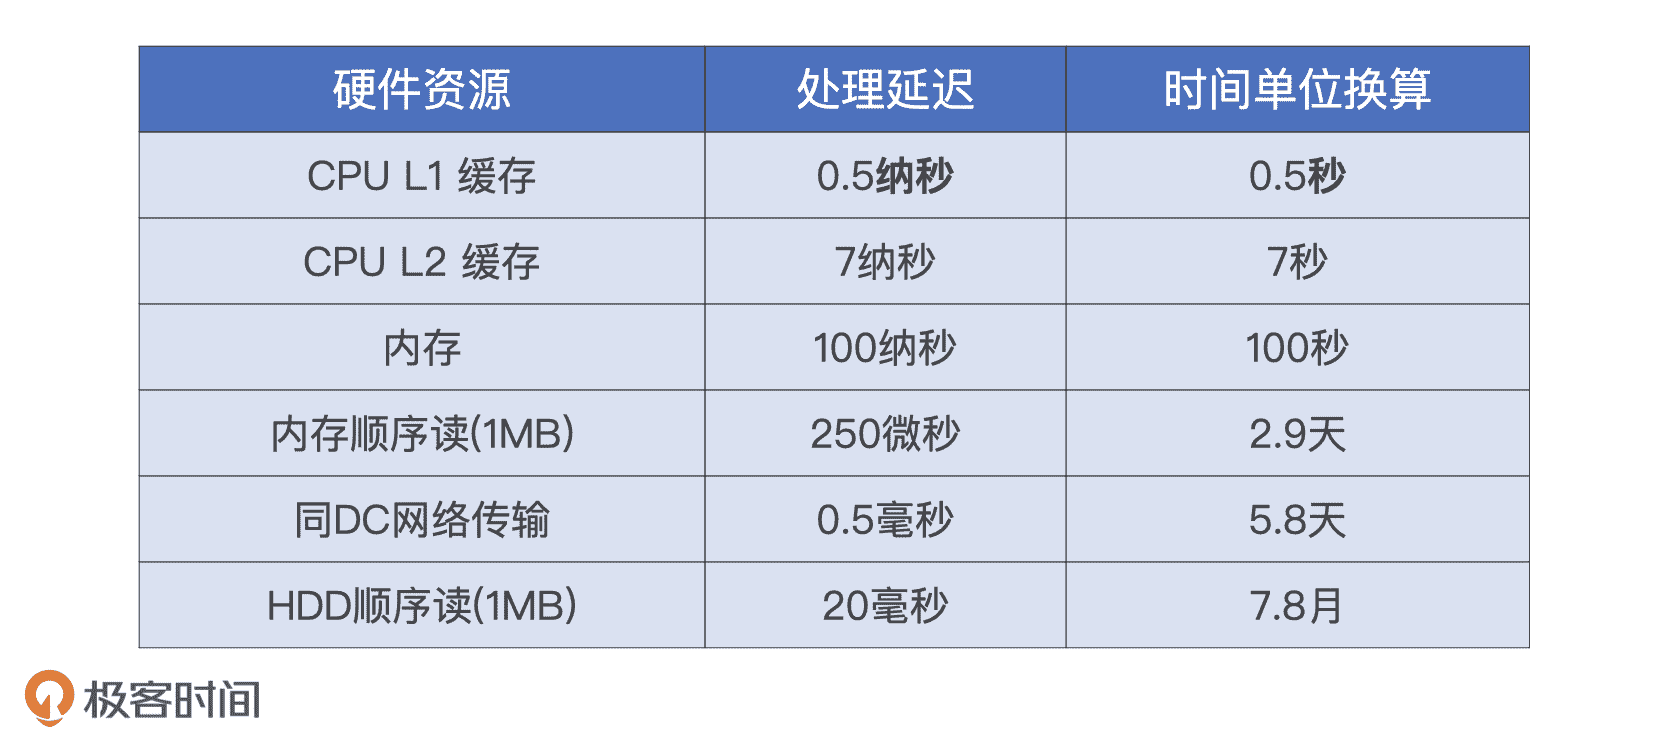 硬件资源 处理延迟 时间单位换算
CPU L1 缓存 0.5纳秒 0.5秒
CPU L2 缓存 7纳秒 7秒
内存 100纳秒 100秒
内存顺序读(1MB) 250微秒 2.9天
同DC网络传输 0.5毫秒 5.8天
HDD顺序读(1MB) 20毫秒 7.8月
极客时间